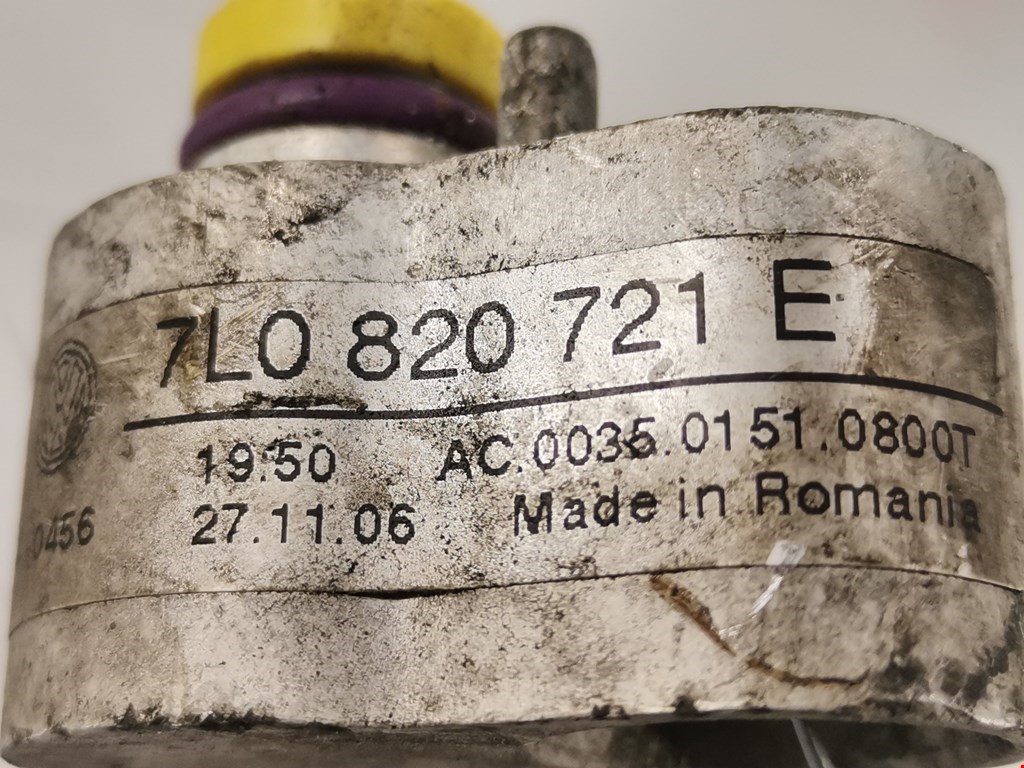 7L0 820 721 E
19:50 AC.0035.0151.0800T
0456 27.11.06 Made in Romania